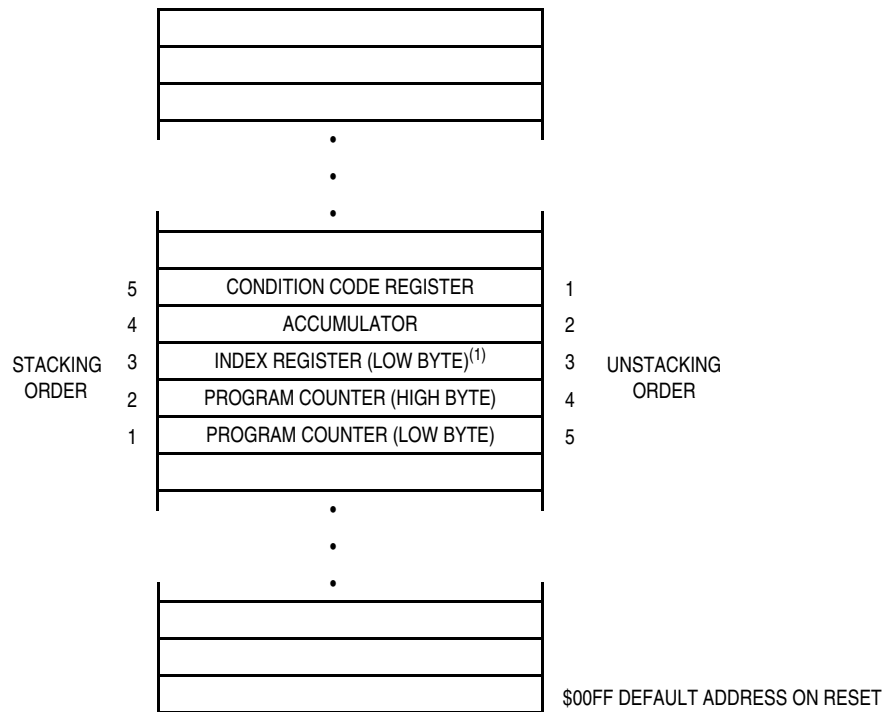 5 CONDITION CODE REGISTER 1
4 ACCUMULATOR 2
STACKING ORDER
3 INDEX REGISTER (LOW BYTE)(1) 3
UNSTACKING ORDER
2 PROGRAM COUNTER (HIGH BYTE) 4
1 PROGRAM COUNTER (LOW BYTE) 5
$00FF DEFAULT ADDRESS ON RESET